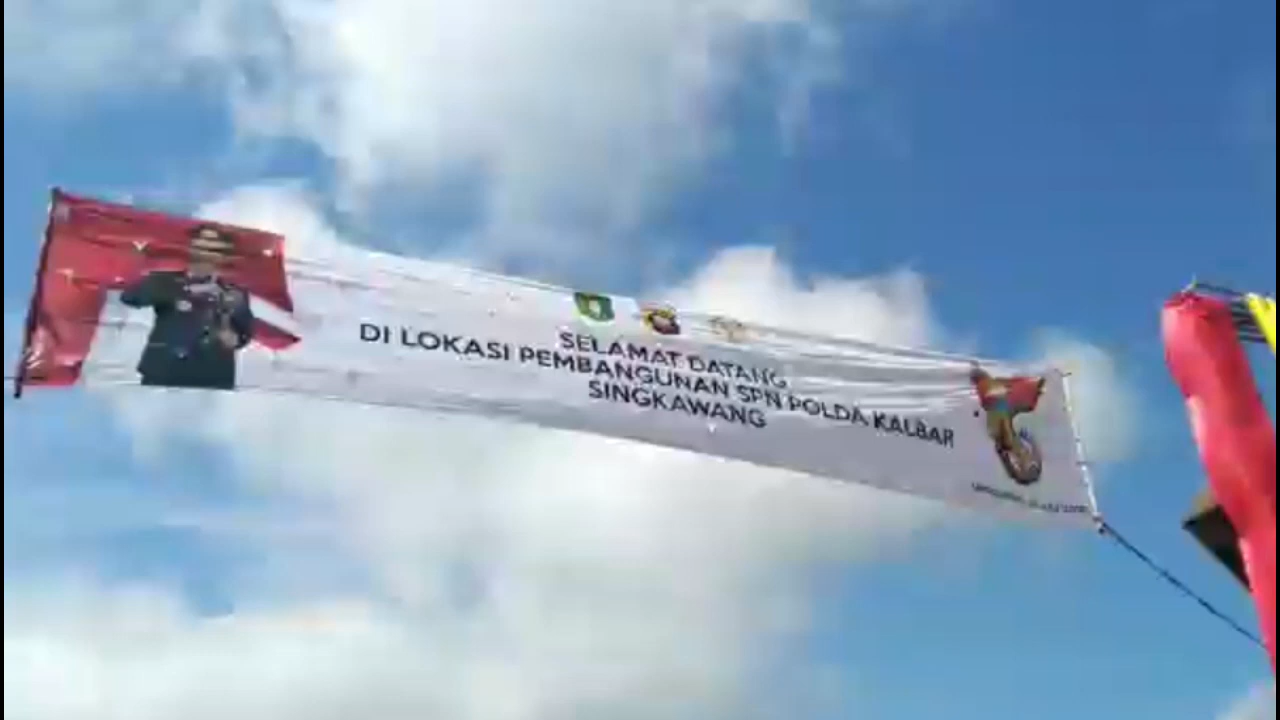 SELAMAT DATANG
DI LOKASI PEMBANGUNAN SPN POLDA KALBAR
SINGKAWANG